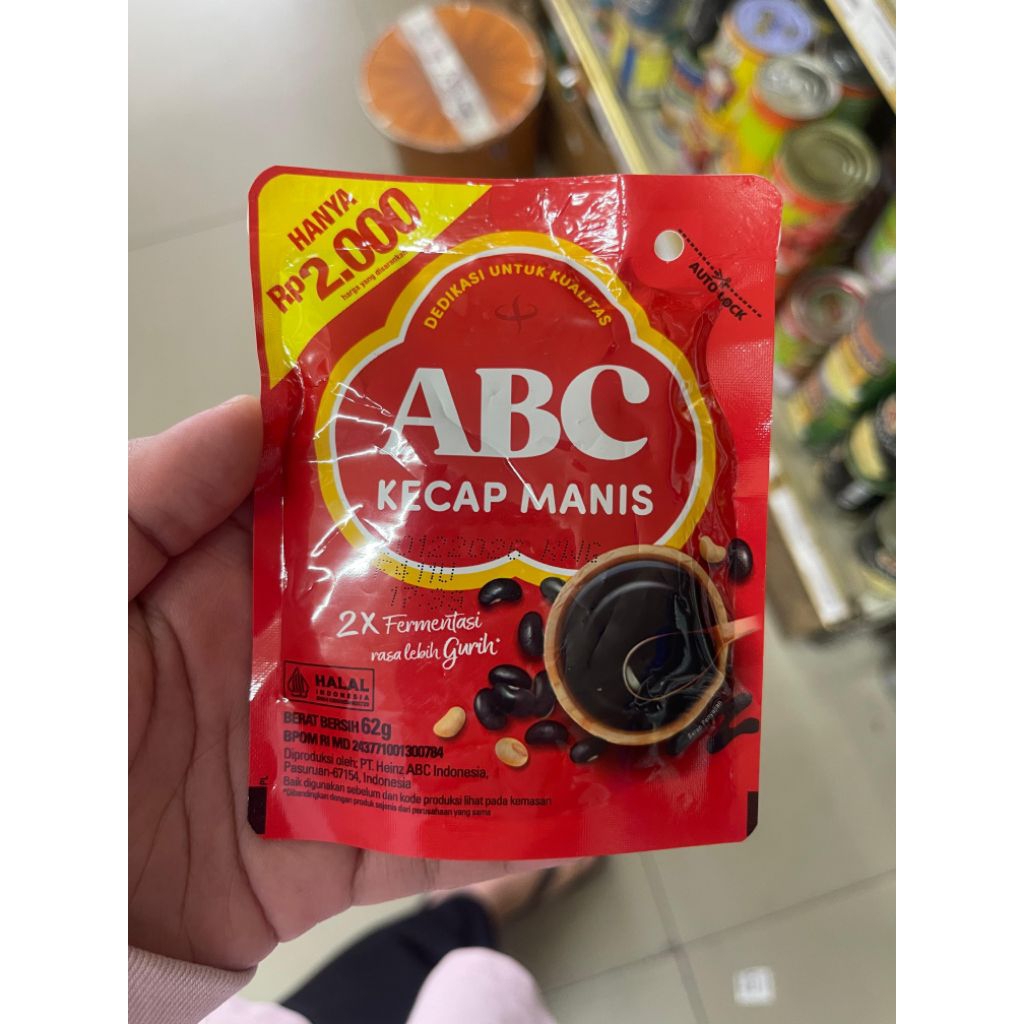 HANYA
Rp2.000
harga yang disarankan
AUTO LOCK
DEDIKASI UNTUK KUALITAS
ABC
KECAP MANIS
2X Fermentasi
rasa lebih Gurih*
HALAL
INDONESIA
BERAT BERSIH 62g
BPOM RI MD 243771001300784
Diproduksi oleh: PT. Heinz ABC Indonesia,
Pasuruan-67154, Indonesia
Baik digunakan sebelum dan kode produksi lihat pada kemasan
*Dibandingkan dengan produk sejenis dari perusahaan yang sama
Saran Penyajian